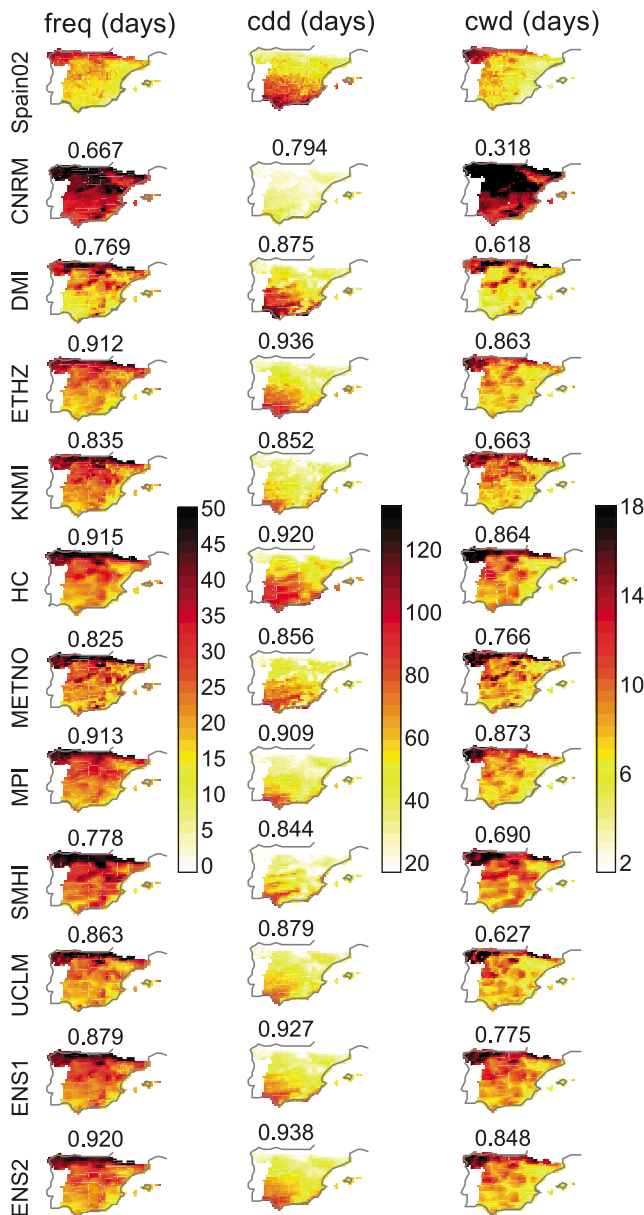 freq (days) cdd (days) cwd (days)
Spain02
CNRM 0.667 0.794 0.318
DMI 0.769 0.875 0.618
ETHZ 0.912 0.936 0.863
KNMI 0.835 0.852 0.663
HC 0.915 0.920 0.864
METNO 0.825 0.856 0.766
MPI 0.913 0.909 0.873
SMHI 0.778 0.844 0.690
UCLM 0.863 0.879 0.627
ENS1 0.879 0.927 0.775
ENS2 0.920 0.938 0.848
50
45
40
35
30
25
20
15
10
5
0
120
100
80
60
40
20
18
14
10
6
2